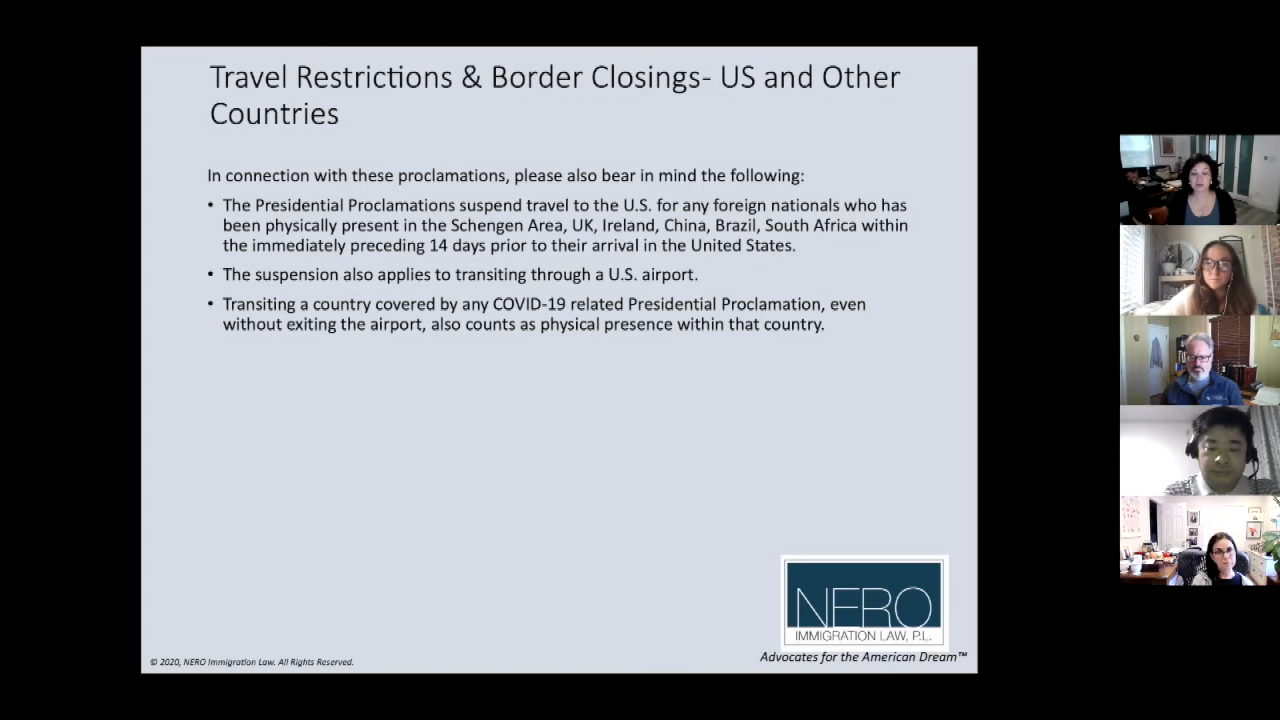 Travel Restrictions & Border Closings- US and Other
Countries
In connection with these proclamations, please also bear in mind the following:
• The Presidential Proclamations suspend travel to the U.S. for any foreign nationals who has
been physically present in the Schengen Area, UK, Ireland, China, Brazil, South Africa within
the immediately preceding 14 days prior to their arrival in the United States.
• The suspension also applies to transiting through a U.S. airport.
• Transiting a country covered by any COVID-19 related Presidential Proclamation, even
without exiting the airport, also counts as physical presence within that country.
NERO
IMMIGRATION LAW, P.L.
Advocates for the American Dream™
© 2020, NERO Immigration Law. All Rights Reserved.